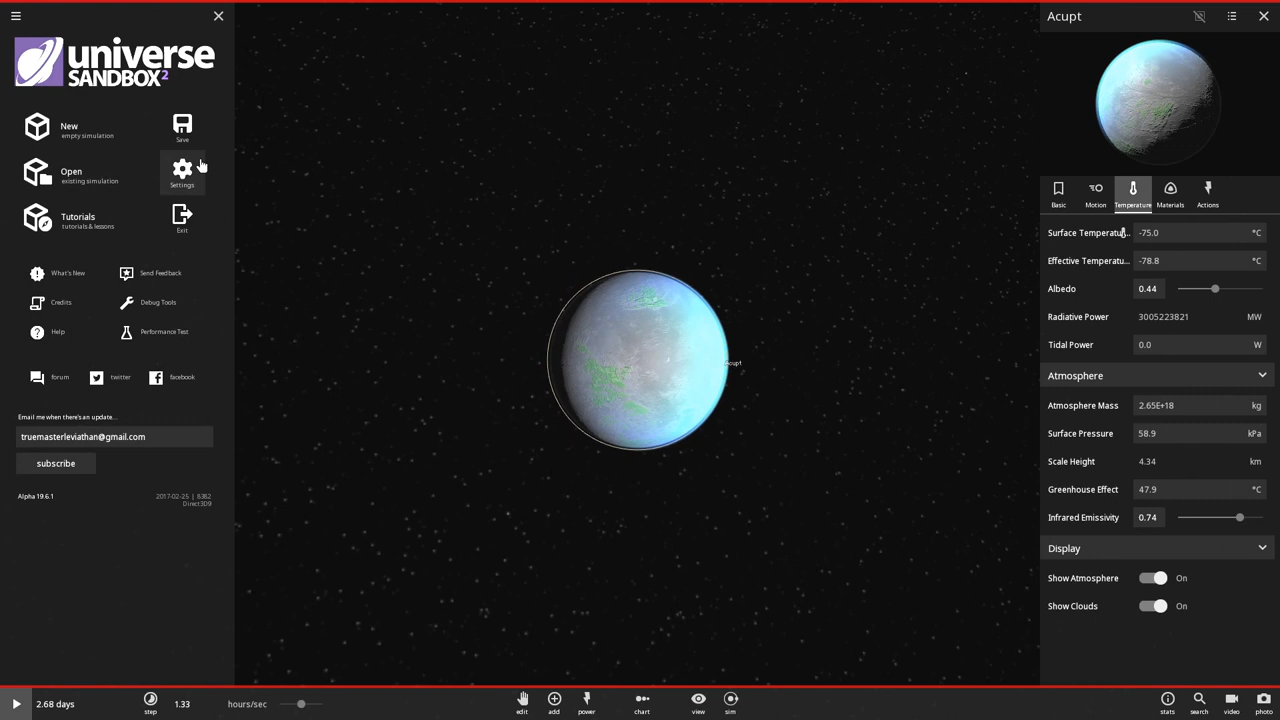 universe
SANDBOX²
New
empty simulation
Save
Open
existing simulation
Settings
Tutorials
tutorials & lessons
Exit
What's New
Send Feedback
Credits
Debug Tools
Help
Performance Test
forum
twitter
facebook
Email me when there's an update...
truemasterleviathan@gmail.com
subscribe
Alpha 19.6.1
2017-02-25 | 8382
Direct3D9
Acupt
Basic
Motion
Temperature
Materials
Actions
Surface Temperatu... -75.0 °C
Effective Temperatu... -78.8 °C
Albedo 0.44
Radiative Power 3005223821 MW
Tidal Power 0.0 W
Atmosphere
Atmosphere Mass 2.65E+18 kg
Surface Pressure 58.9 kPa
Scale Height 4.34 km
Greenhouse Effect 47.9 °C
Infrared Emissivity 0.74
Display
Show Atmosphere On
Show Clouds On
2.68 days
step
1.33
hours/sec
edit
add
power
chart
view
sim
stats
search
video
photo